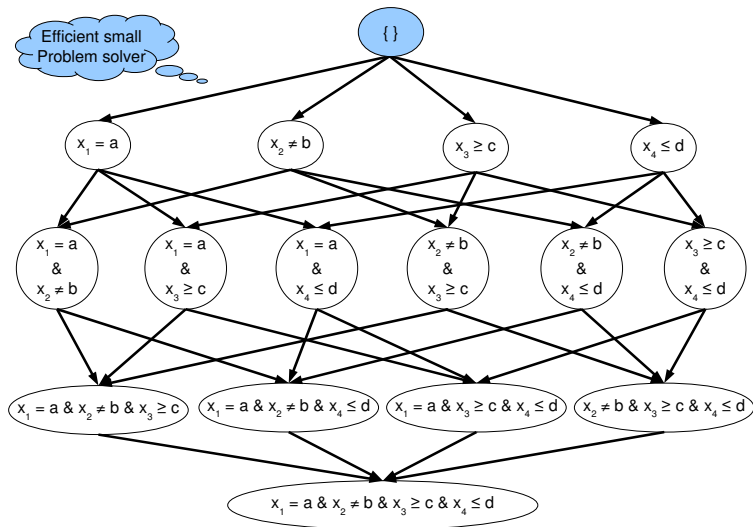 Efficient small
Problem solver
{ }
x₁ = a
x₂ ≠ b
x₃ ≥ c
x₄ ≤ d
x₁ = a
&
x₂ ≠ b
x₁ = a
&
x₃ ≥ c
x₁ = a
&
x₄ ≤ d
x₂ ≠ b
&
x₃ ≥ c
x₂ ≠ b
&
x₄ ≤ d
x₃ ≥ c
&
x₄ ≤ d
x₁ = a & x₂ ≠ b & x₃ ≥ c
x₁ = a & x₂ ≠ b & x₄ ≤ d
x₁ = a & x₃ ≥ c & x₄ ≤ d
x₂ ≠ b & x₃ ≥ c & x₄ ≤ d
x₁ = a & x₂ ≠ b & x₃ ≥ c & x₄ ≤ d